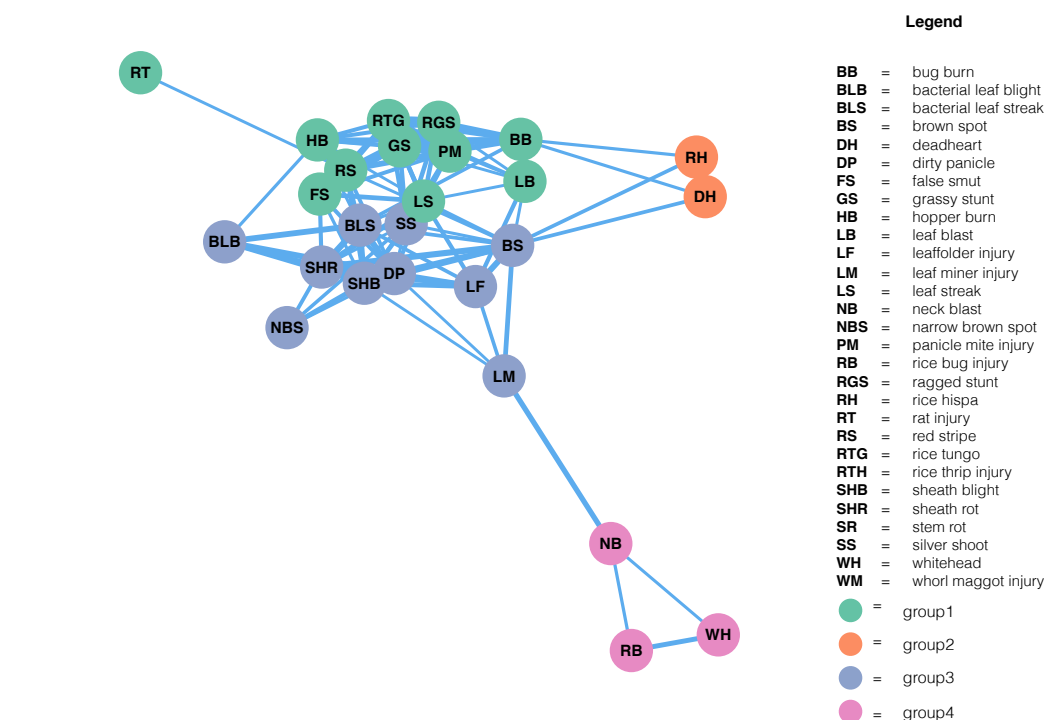 Legend
RT
RTG
RGS
HB
GS
PM
BB
RS
LB
FS
LS
RH
DH
BLB
BLS
SS
BS
SHR
SHB
DP
LF
NBS
LM
NB
RB
WH
BB = bug burn
BLB = bacterial leaf blight
BLS = bacterial leaf streak
BS = brown spot
DH = deadheart
DP = dirty panicle
FS = false smut
GS = grassy stunt
HB = hopper burn
LB = leaf blast
LF = leaffolder injury
LM = leaf miner injury
LS = leaf streak
NB = neck blast
NBS = narrow brown spot
PM = panicle mite injury
RB = rice bug injury
RGS = ragged stunt
RH = rice hispa
RT = rat injury
RS = red stripe
RTG = rice tungo
RTH = rice thrip injury
SHB = sheath blight
SHR = sheath rot
SR = stem rot
SS = silver shoot
WH = whitehead
WM = whorl maggot injury
= group1
= group2
= group3
= group4